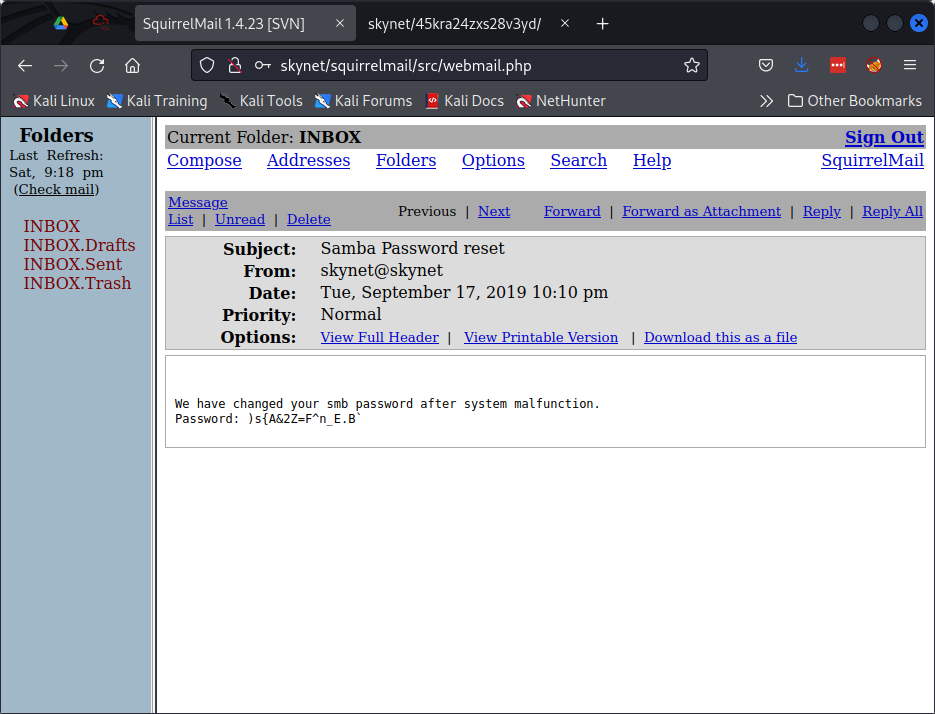 SquirrelMail 1.4.23 [SVN]
skynet/45kra24zxs28v3yd/
skynet/squirrelmail/src/webmail.php
Kali Linux Kali Training Kali Tools Kali Forums Kali Docs NetHunter Other Bookmarks
Folders
Last Refresh:
Sat, 9:18 pm
(Check mail)
INBOX
INBOX.Drafts
INBOX.Sent
INBOX.Trash
Current Folder: INBOX Sign Out
Compose Addresses Folders Options Search Help SquirrelMail
Message
List | Unread | Delete
Previous | Next
Forward | Forward as Attachment | Reply | Reply All
Subject: Samba Password reset
From: skynet@skynet
Date: Tue, September 17, 2019 10:10 pm
Priority: Normal
Options: View Full Header | View Printable Version | Download this as a file
We have changed your smb password after system malfunction.
Password: )s{A&2Z=F^n_E.B`